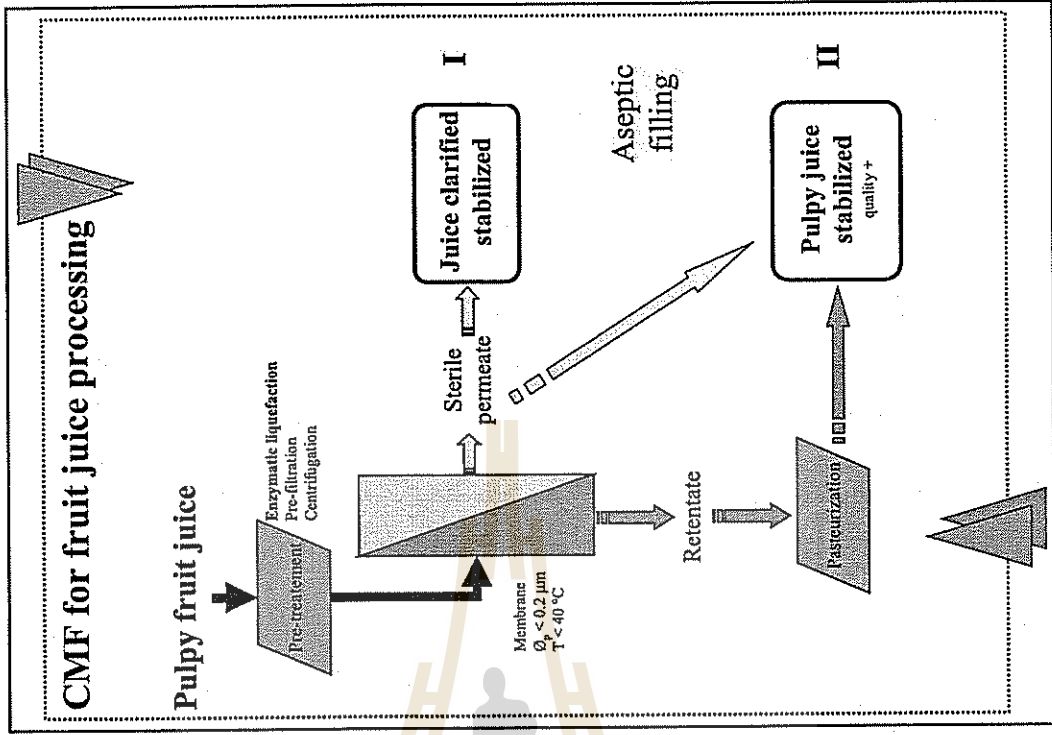 CMF for fruit juice processing
Pulpy fruit juice
Pre-treatement
Enzymatic liquefaction
Pre-filtration
Centrifugation
Membrane
Øp < 0.2 µm
T < 40 °C
Sterile
permeate
Juice clarified
stabilized
I
Retentate
Pasteurization
Aseptic
filling
Pulpy juice
stabilized
quality +
II